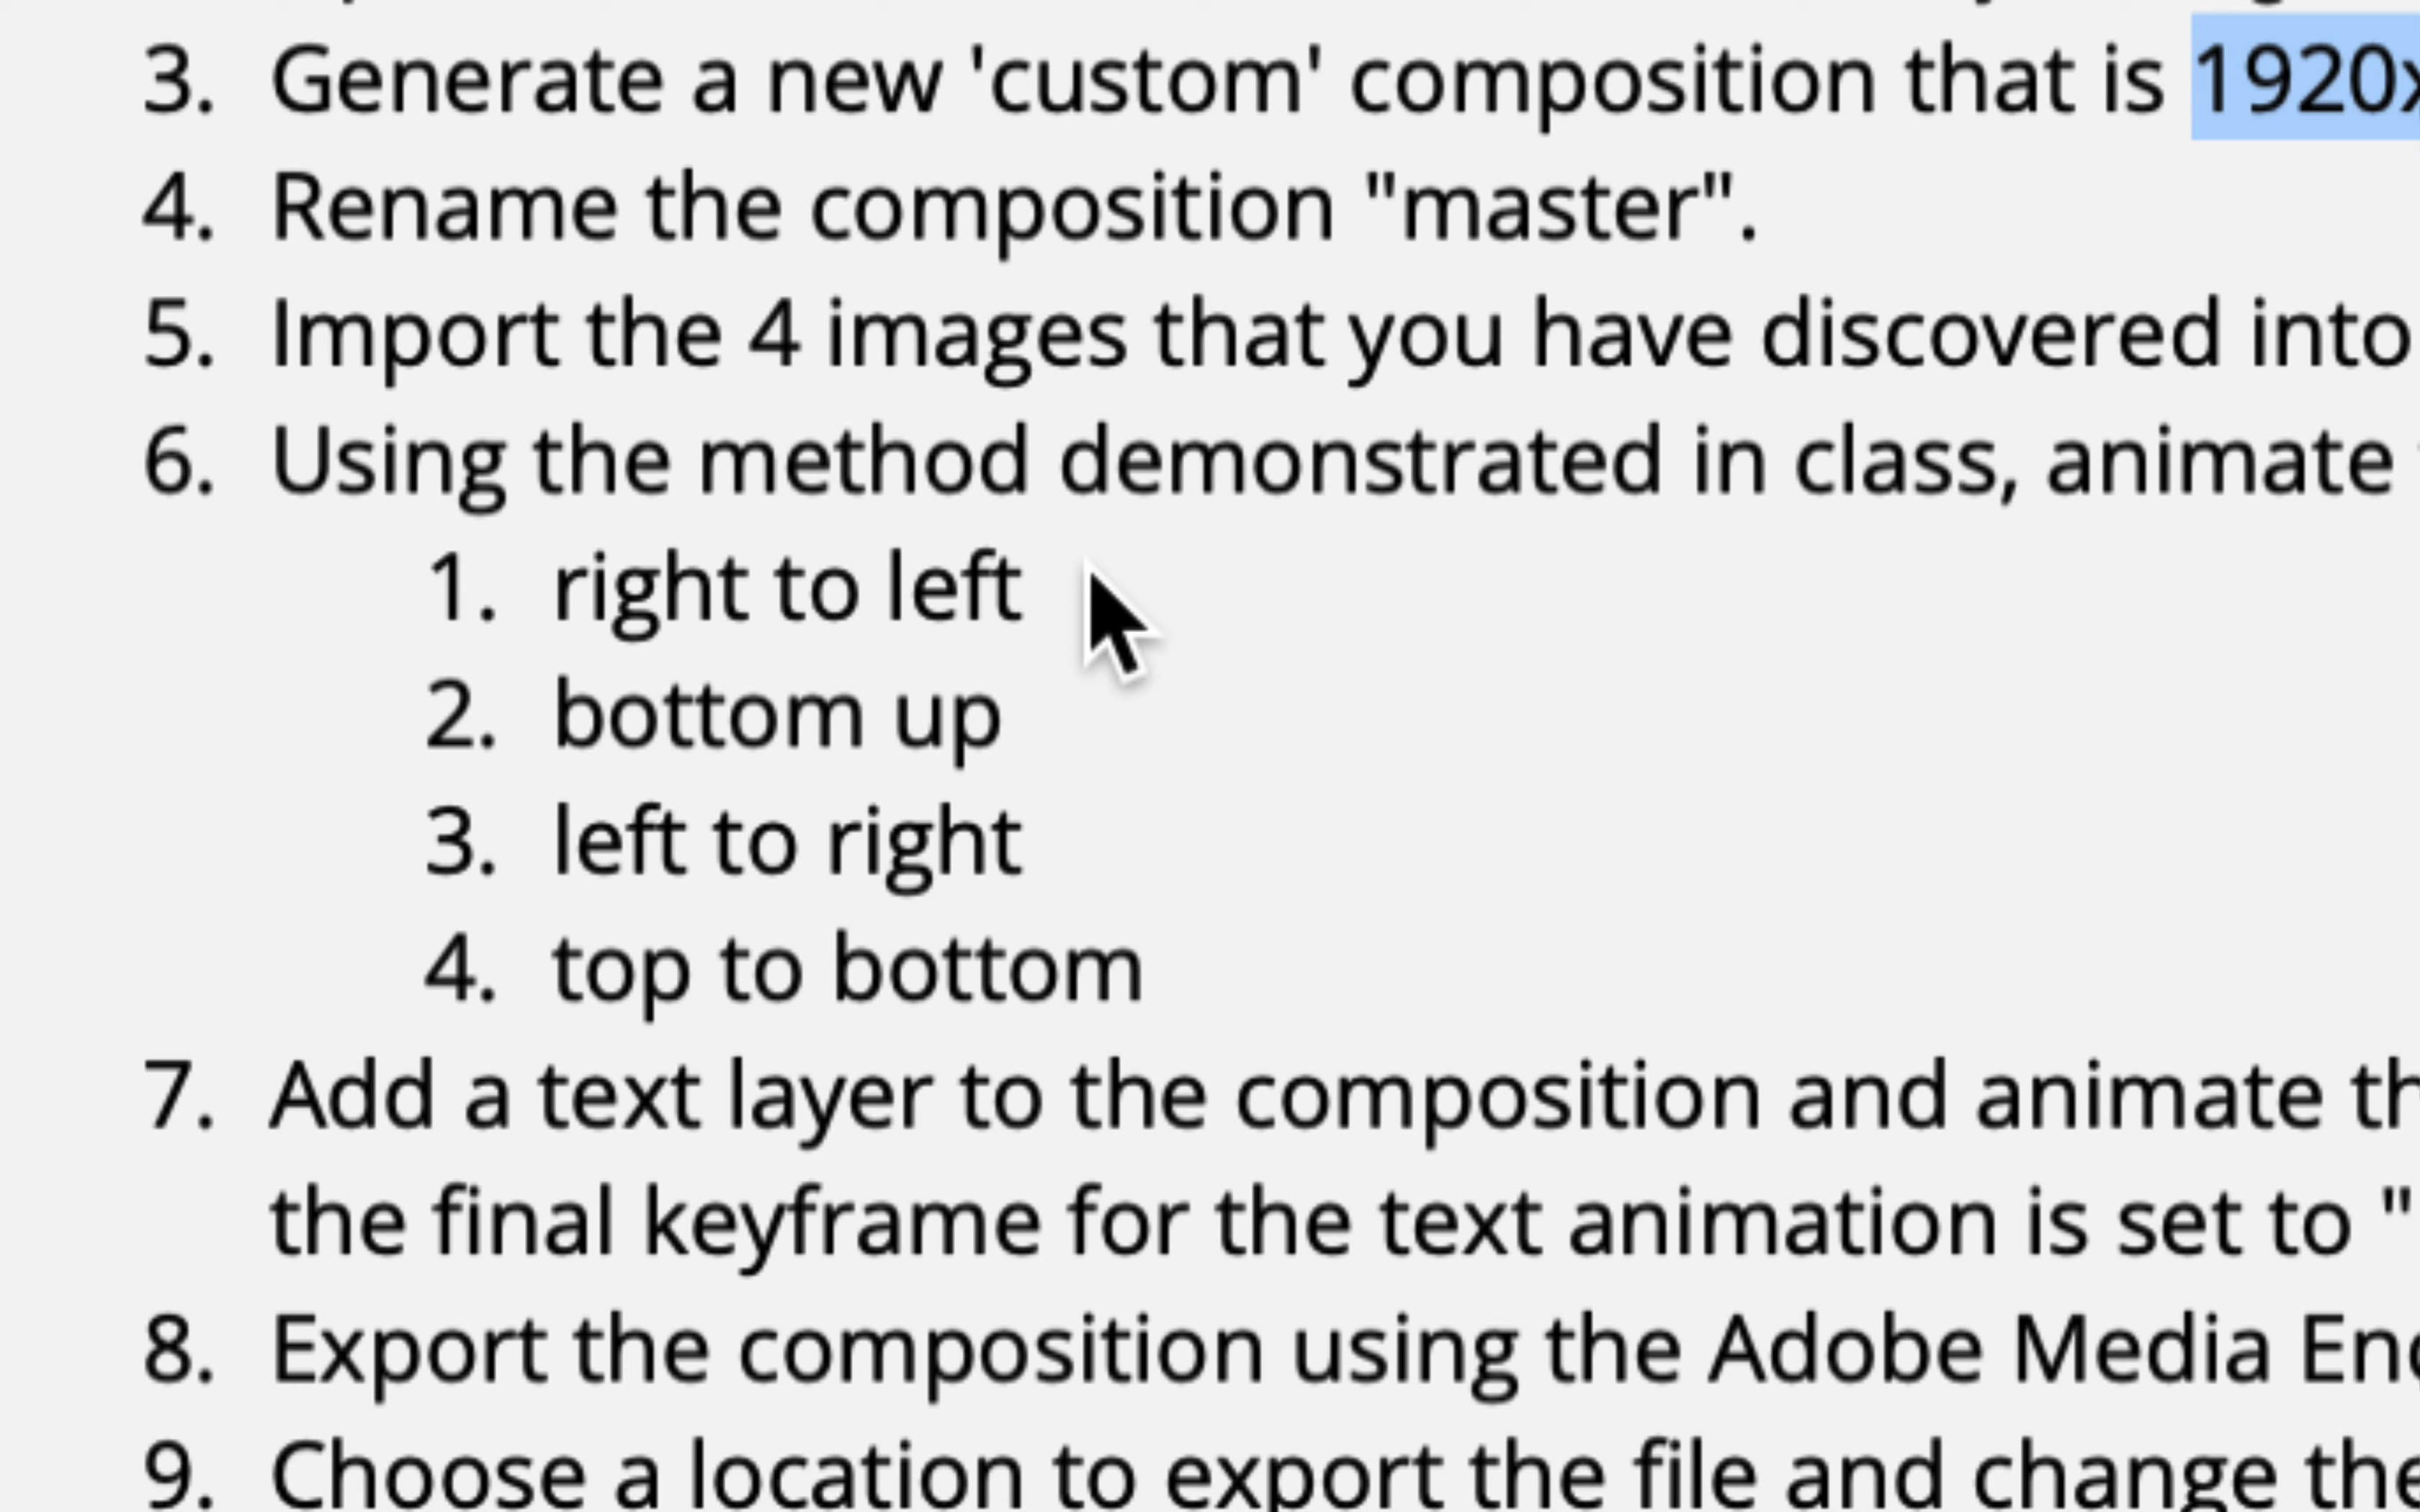 3. Generate a new 'custom' composition that is 1920x
4. Rename the composition "master".
5. Import the 4 images that you have discovered into
6. Using the method demonstrated in class, animate
1. right to left
2. bottom up
3. left to right
4. top to bottom
7. Add a text layer to the composition and animate
the final keyframe for the text animation is set to "
8. Export the composition using the Adobe Media
9. Choose a location to export the file and change the